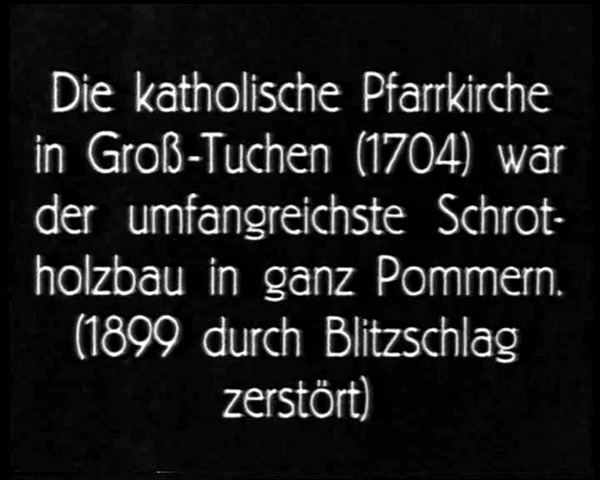 Die katholische Pfarrkirche
in Groß-Tuchen (1704) war
der umfangreichste Schrot-
holzbau in ganz Pommern.
(1899 durch Blitzschlag
zerstört)